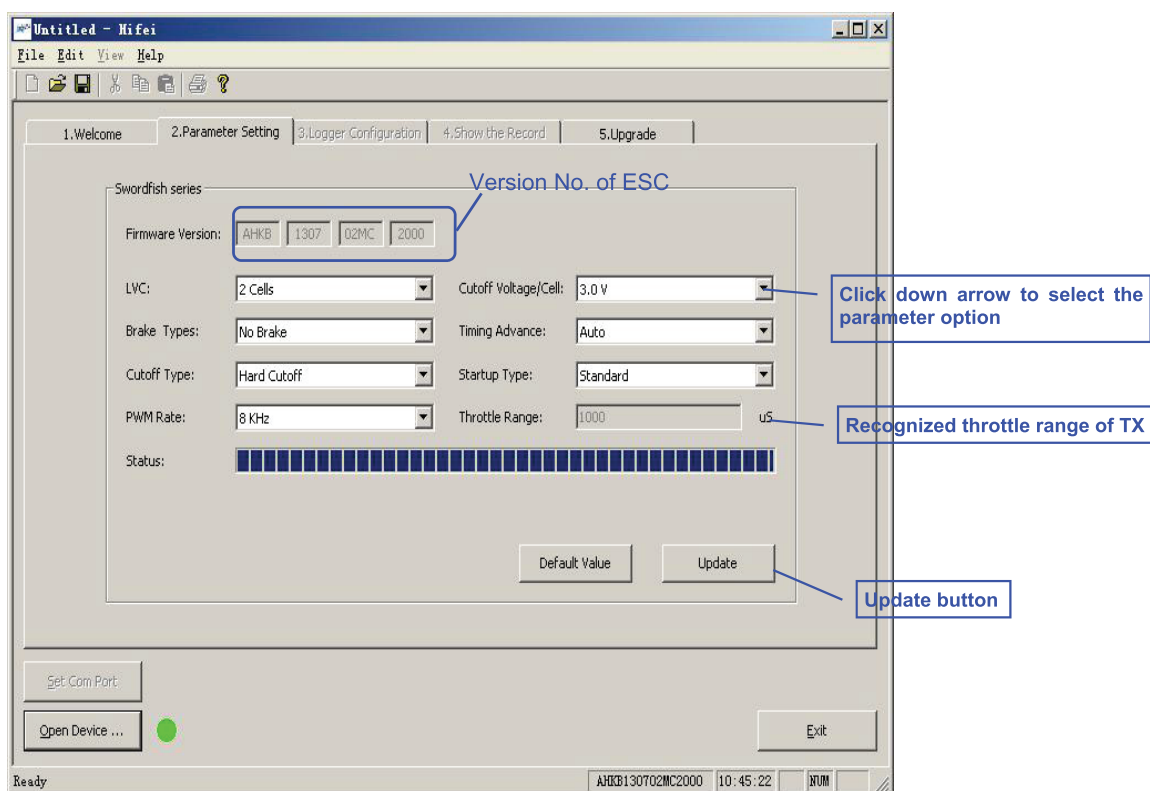 Untitled - Hifei
File Edit View Help
1.Welcome 2.Parameter Setting 3.Logger Configuration 4.Show the Record 5.Upgrade
Version No. of ESC
Swordfish series
Firmware Version: AHKB 1307 02MC 2000
LVC: 2 Cells Cutoff Voltage/Cell: 3.0 V
Click down arrow to select the
parameter option
Brake Types: No Brake Timing Advance: Auto
Cutoff Type: Hard Cutoff Startup Type: Standard
PWM Rate: 8 KHz Throttle Range: 1000 uS
Recognized throttle range of TX
Status:
Default Value Update
Update button
Set Com Port
Open Device ... Exit
Ready AHKB130702MC2000 10:45:22 NUM